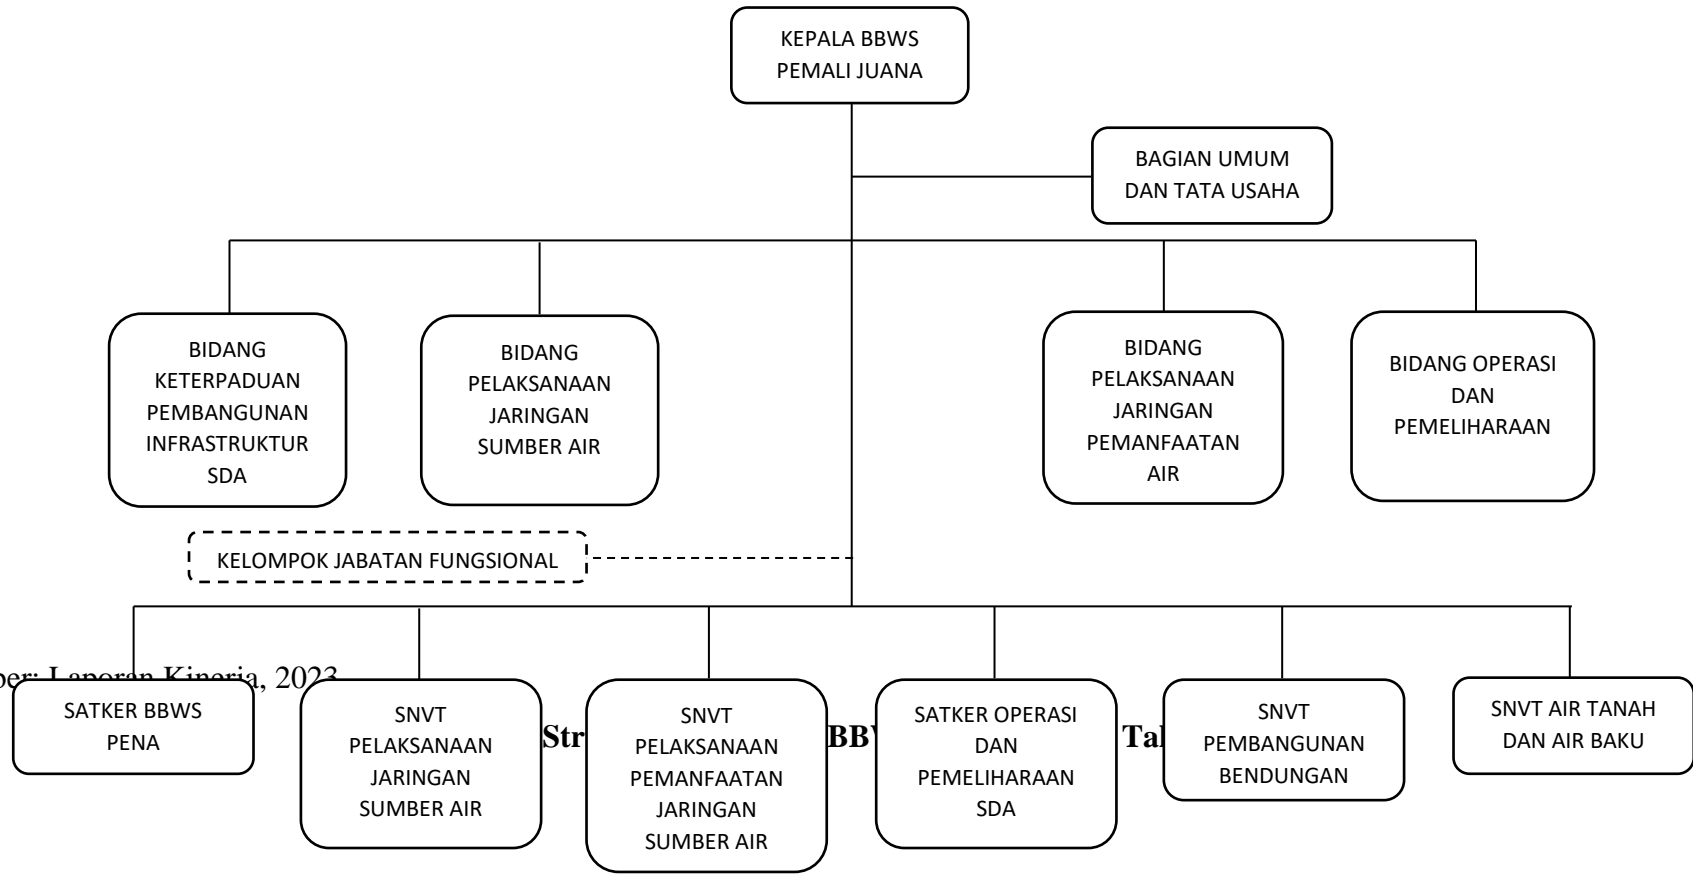 KEPALA BBWS
PEMALI JUANA
BAGIAN UMUM
DAN TATA USAHA
BIDANG
KETERPADUAN
PEMBANGUNAN
INFRASTRUKTUR
SDA
BIDANG
PELAKSANAAN
JARINGAN
SUMBER AIR
BIDANG
PELAKSANAAN
JARINGAN
PEMANFAATAN
AIR
BIDANG OPERASI
DAN
PEMELIHARAAN
KELOMPOK JABATAN FUNGSIONAL
Laporan Kinerja, 2023
SATKER BBWS
PENA
SNVT
PELAKSANAAN
JARINGAN
SUMBER AIR
SNVT
PELAKSANAAN
PEMANFAATAN
JARINGAN
SUMBER AIR
SATKER OPERASI
DAN
PEMELIHARAAN
SDA
SNVT
PEMBANGUNAN
BENDUNGAN
SNVT AIR TANAH
DAN AIR BAKU